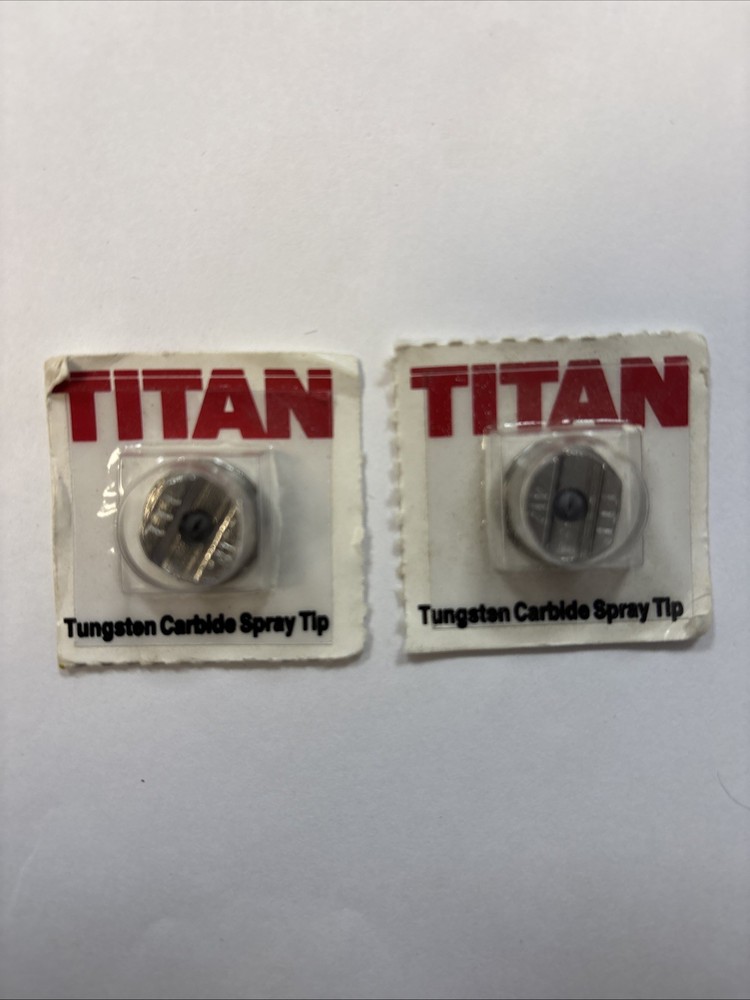 TITAN
Tungsten Carbide Spray Tip
TITAN
Tungsten Carbide Spray Tip